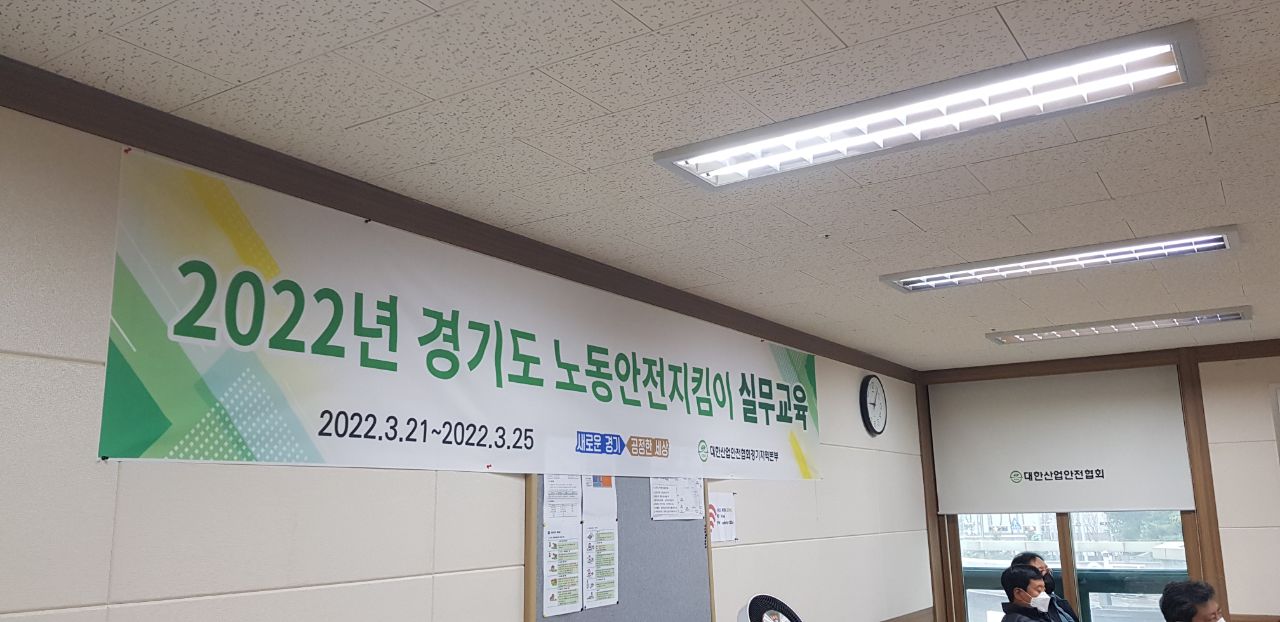 2022년 경기도 노동안전지킴이 실무교육
2022.3.21~2022.3.25
새로운 경기 공정한 세상
대한산업안전협회경기지역본부
대한산업안전협회